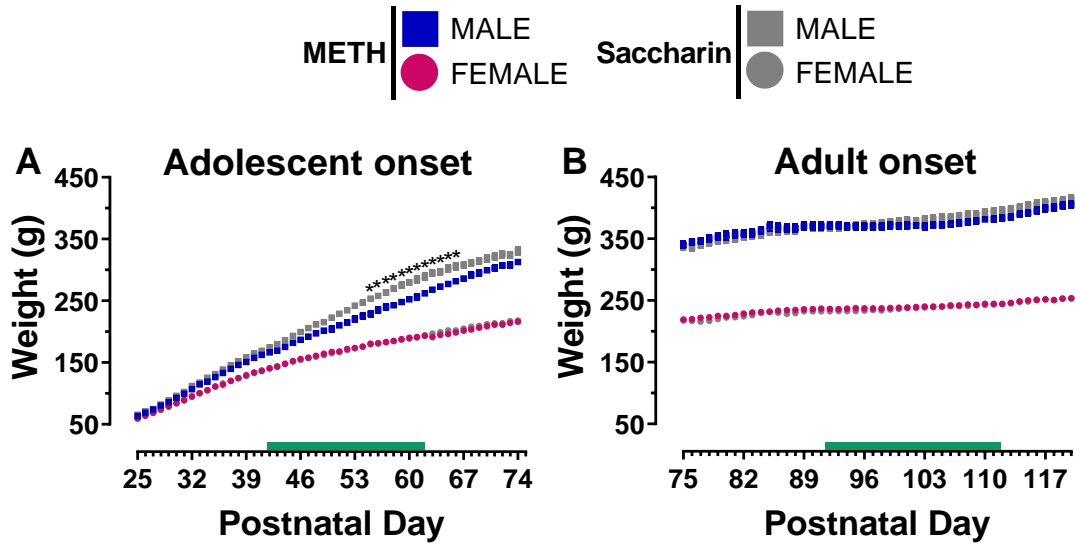 METH
MALE
FEMALE
Saccharin
MALE
FEMALE
A Adolescent onset
Weight (g)
450
350
250
150
50
************
25 32 39 46 53 60 67 74
Postnatal Day
B Adult onset
Weight (g)
450
350
250
150
50
75 82 89 96 103 110 117
Postnatal Day